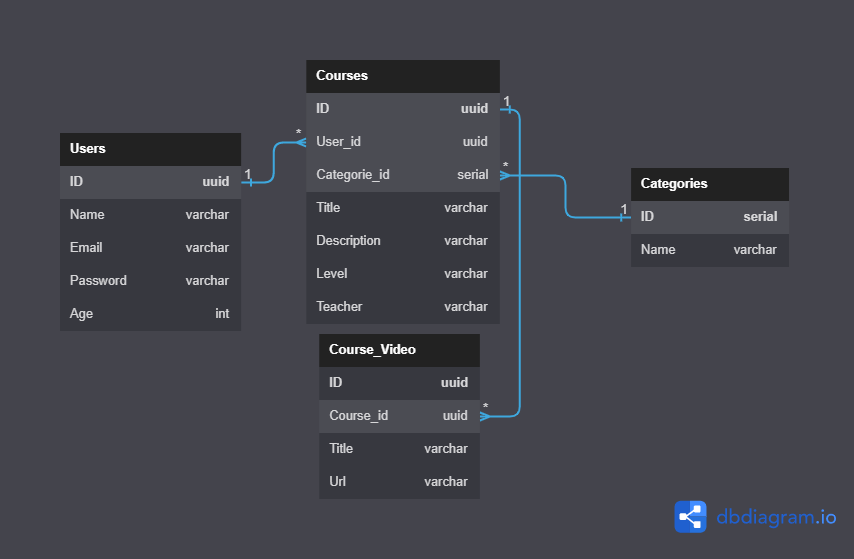 Users
ID uuid
Name varchar
Email varchar
Password varchar
Age int
1
*
Courses
ID uuid
User_id uuid
Categorie_id serial
Title varchar
Description varchar
Level varchar
Teacher varchar
1
*
Course_Video
ID uuid
Course_id uuid
Title varchar
Url varchar
*
1
Categories
ID serial
Name varchar
dbdiagram.io